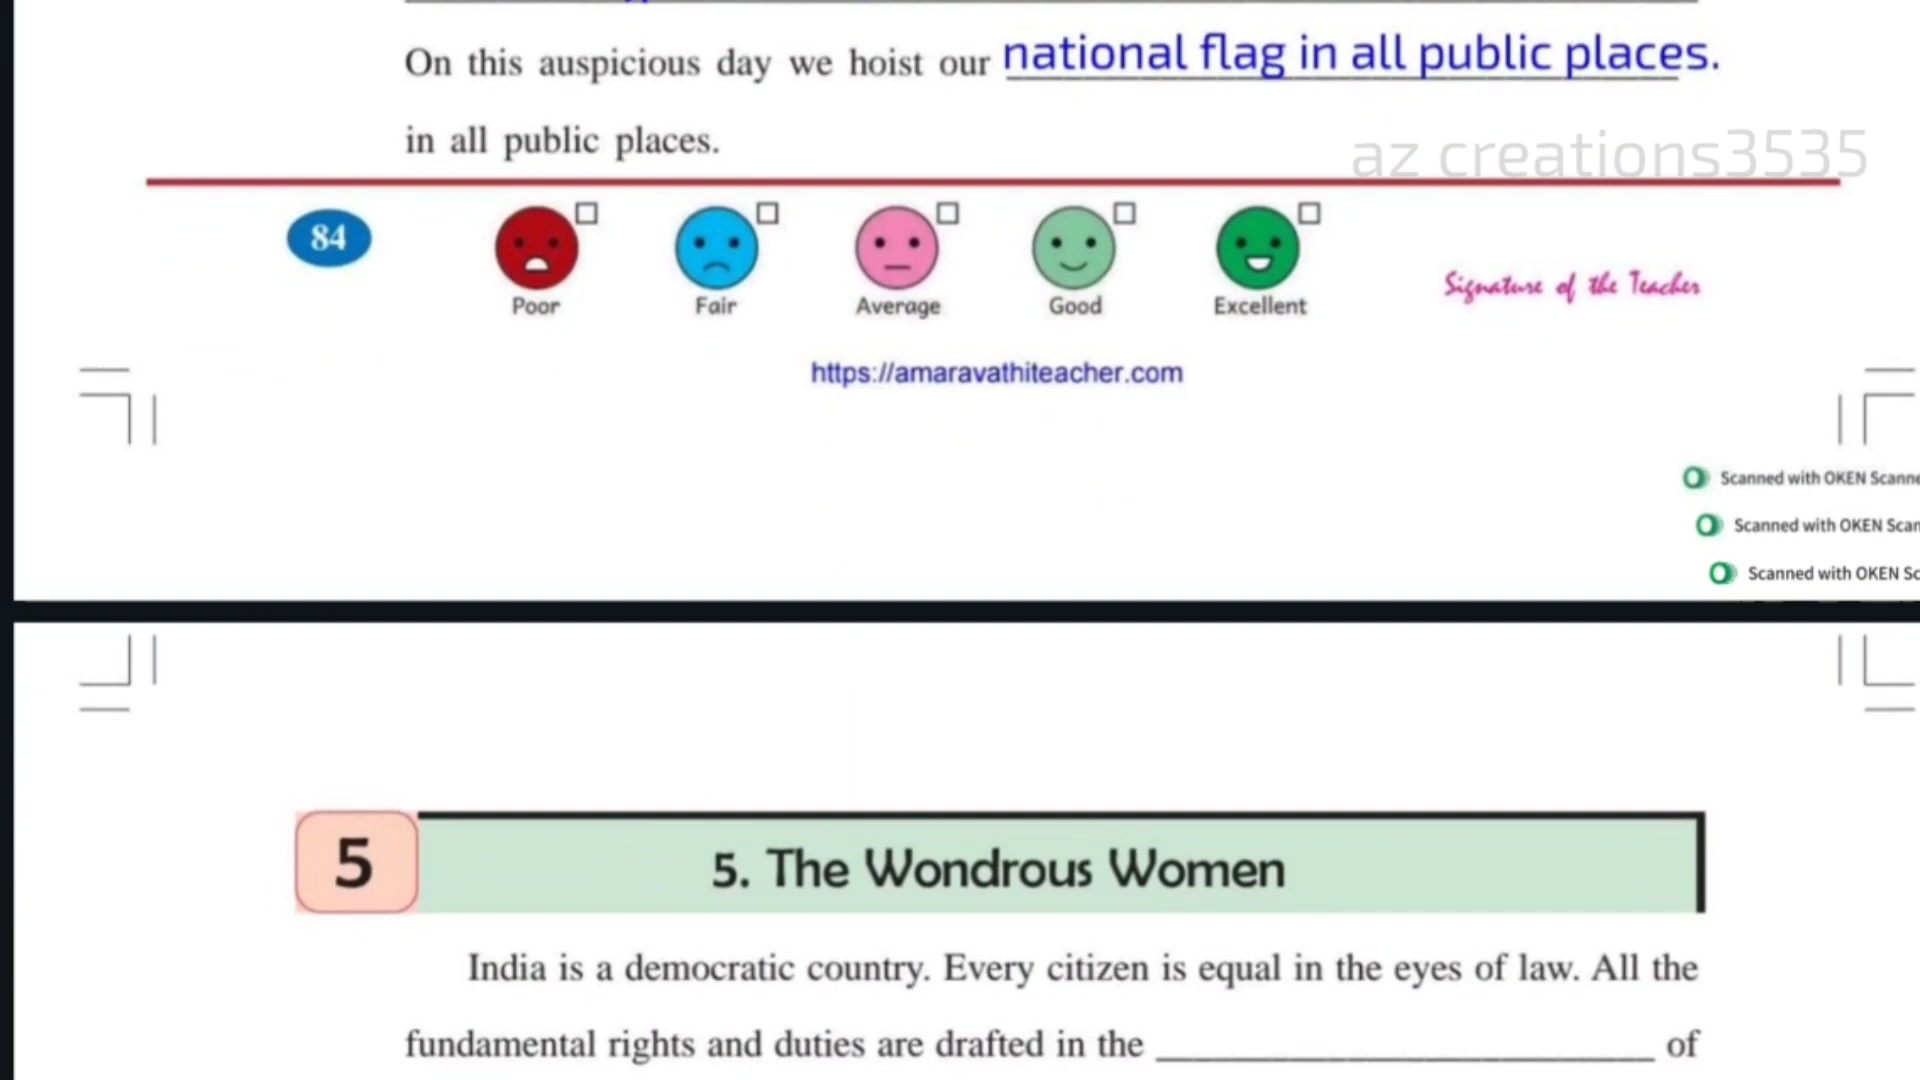 On this auspicious day we hoist our national flag in all public places.
in all public places.
az creations3535
84
Poor Fair Average Good Excellent
Signature of the Teacher
https://amaravathiteacher.com
Scanned with OKEN Scanne
Scanned with OKEN Scan
Scanned with OKEN Sc
5
5. The Wondrous Women
India is a democratic country. Every citizen is equal in the eyes of law. All the
fundamental rights and duties are drafted in the ____________________ of